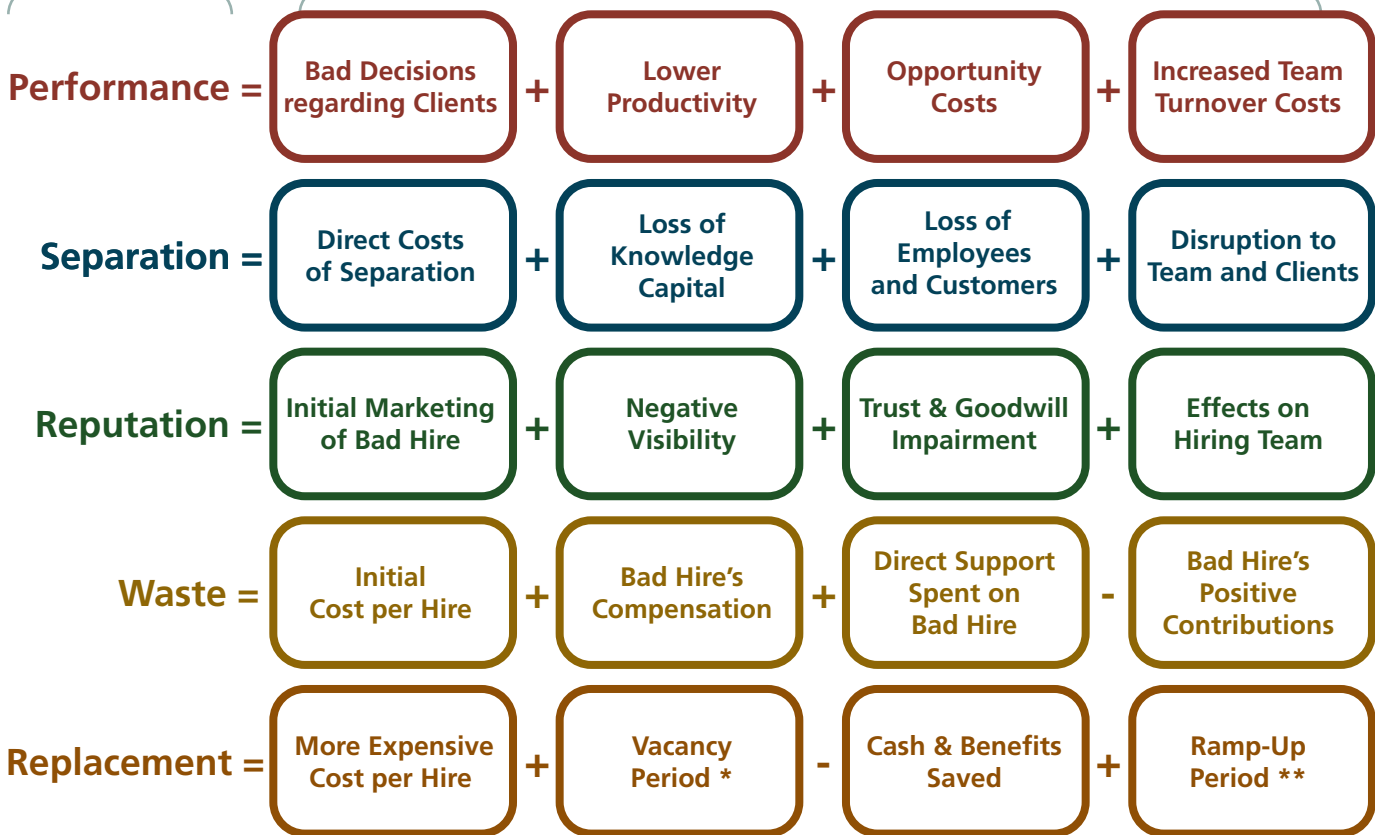 Performance = Bad Decisions regarding Clients + Lower Productivity + Opportunity Costs + Increased Team Turnover Costs
Separation = Direct Costs of Separation + Loss of Knowledge Capital + Loss of Employees and Customers + Disruption to Team and Clients
Reputation = Initial Marketing of Bad Hire + Negative Visibility + Trust & Goodwill Impairment + Effects on Hiring Team
Waste = Initial Cost per Hire + Bad Hire's Compensation + Direct Support Spent on Bad Hire - Bad Hire's Positive Contributions
Replacement = More Expensive Cost per Hire + Vacancy Period * - Cash & Benefits Saved + Ramp-Up Period **